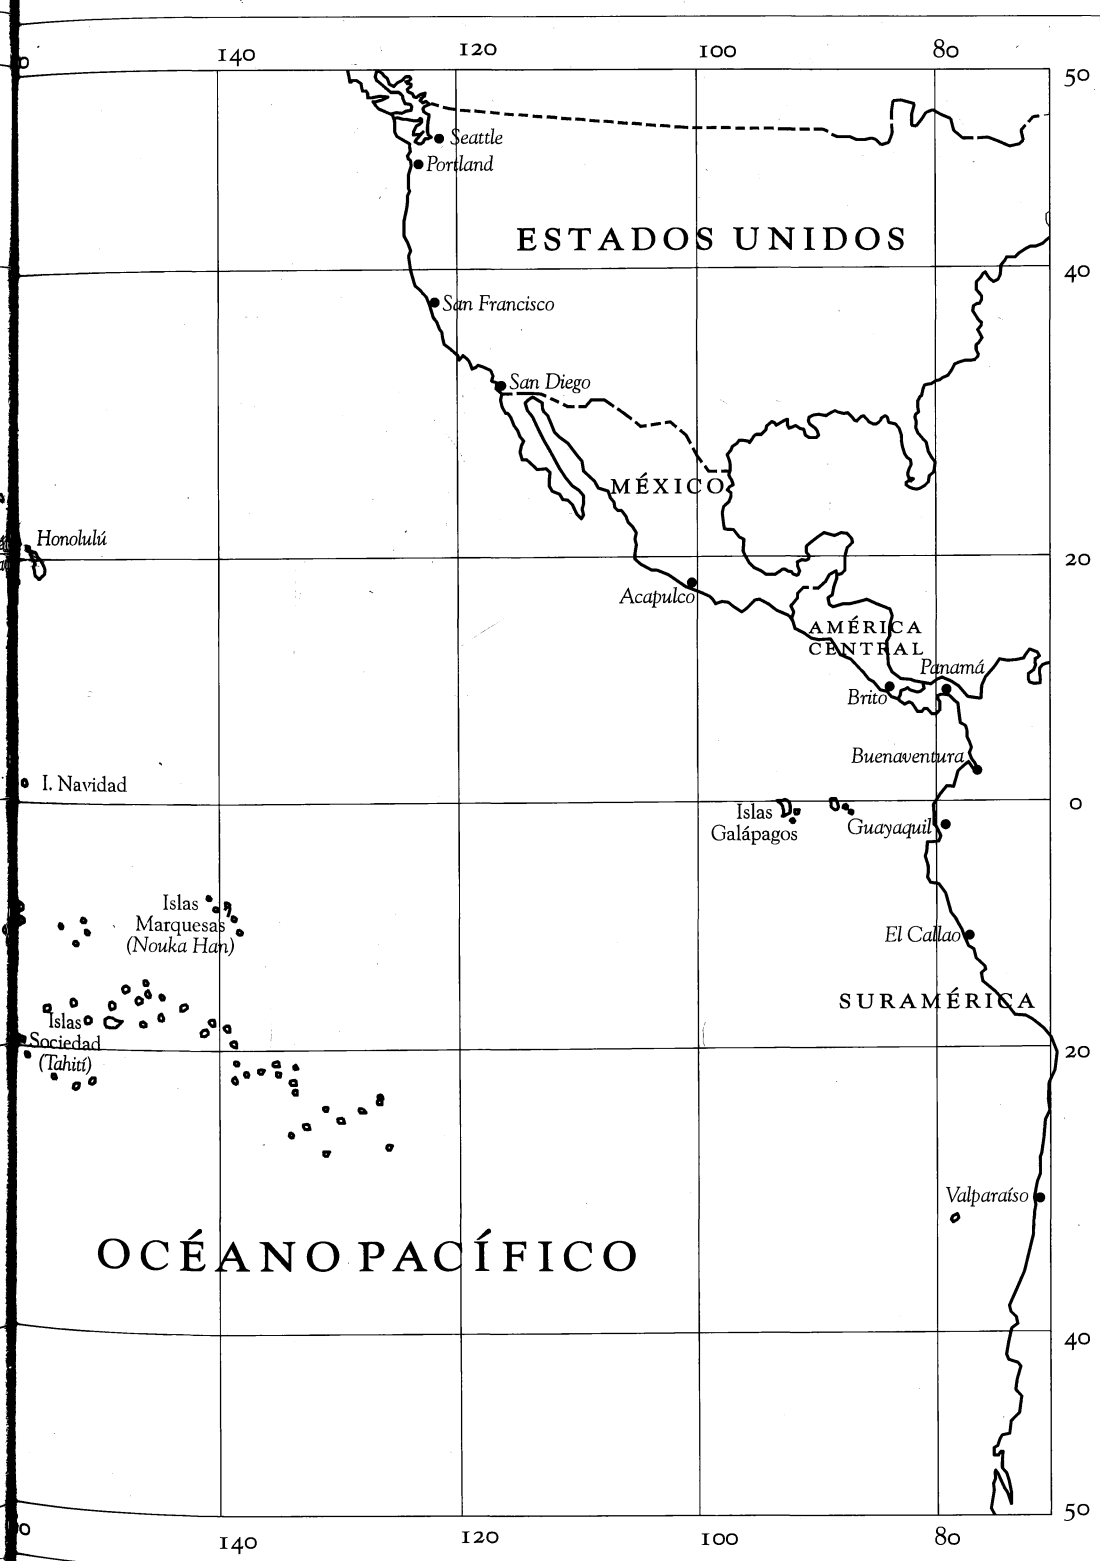 140 120 100 80
50
Seattle
Portland
ESTADOS UNIDOS
40
San Francisco
San Diego
MÉXICO
Honolulú
20
Acapulco
AMÉRICA
CENTRAL
Panamá
Brito
Buenaventura
I. Navidad
0
Islas
Galápagos
Guayaquil
Islas
Marquesas
(Nouka Han)
El Callao
SURAMÉRICA
Islas
Sociedad
(Tahití)
20
Valparaíso
OCÉANO PACÍFICO
40
50
140 120 100 80